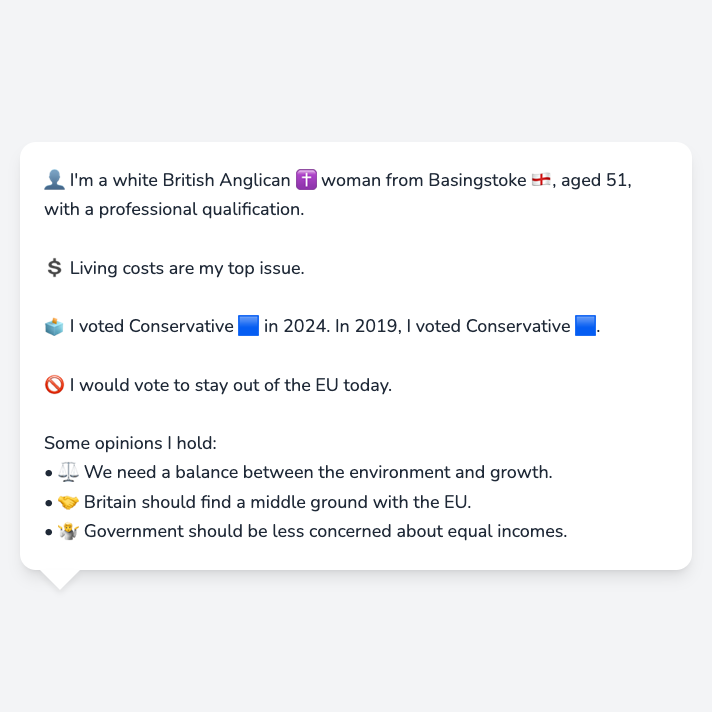 👤 I'm a white British Anglican ✝️ woman from Basingstoke 🏴󠁧󠁢󠁥󠁮󠁧󠁿, aged 51,
with a professional qualification.
💲 Living costs are my top issue.
🗳️ I voted Conservative 🟦 in 2024. In 2019, I voted Conservative 🟦.
🚫 I would vote to stay out of the EU today.
Some opinions I hold:
• ⚖️ We need a balance between the environment and growth.
• 🤝 Britain should find a middle ground with the EU.
• 🤷 Government should be less concerned about equal incomes.